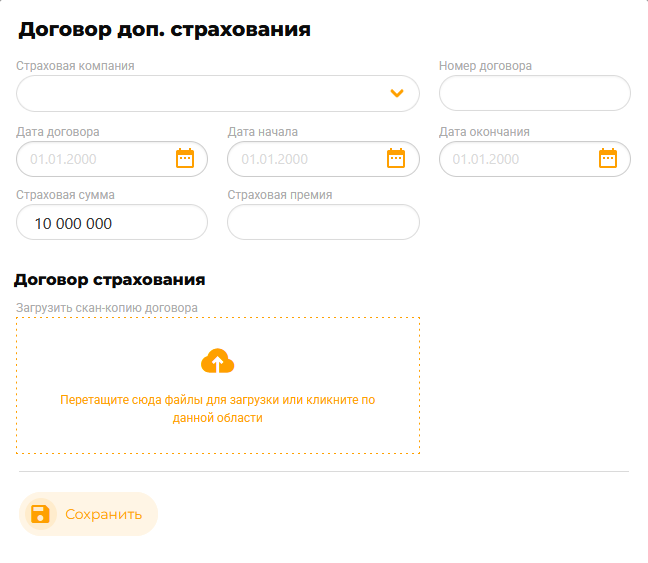 Договор доп. страхования
Страховая компания
Номер договора
Дата договора
Дата начала
Дата окончания
01.01.2000
01.01.2000
01.01.2000
Страховая сумма
Страховая премия
10 000 000
Договор страхования
Загрузить скан-копию договора
Перетащите сюда файлы для загрузки или кликните по
данной области
Сохранить